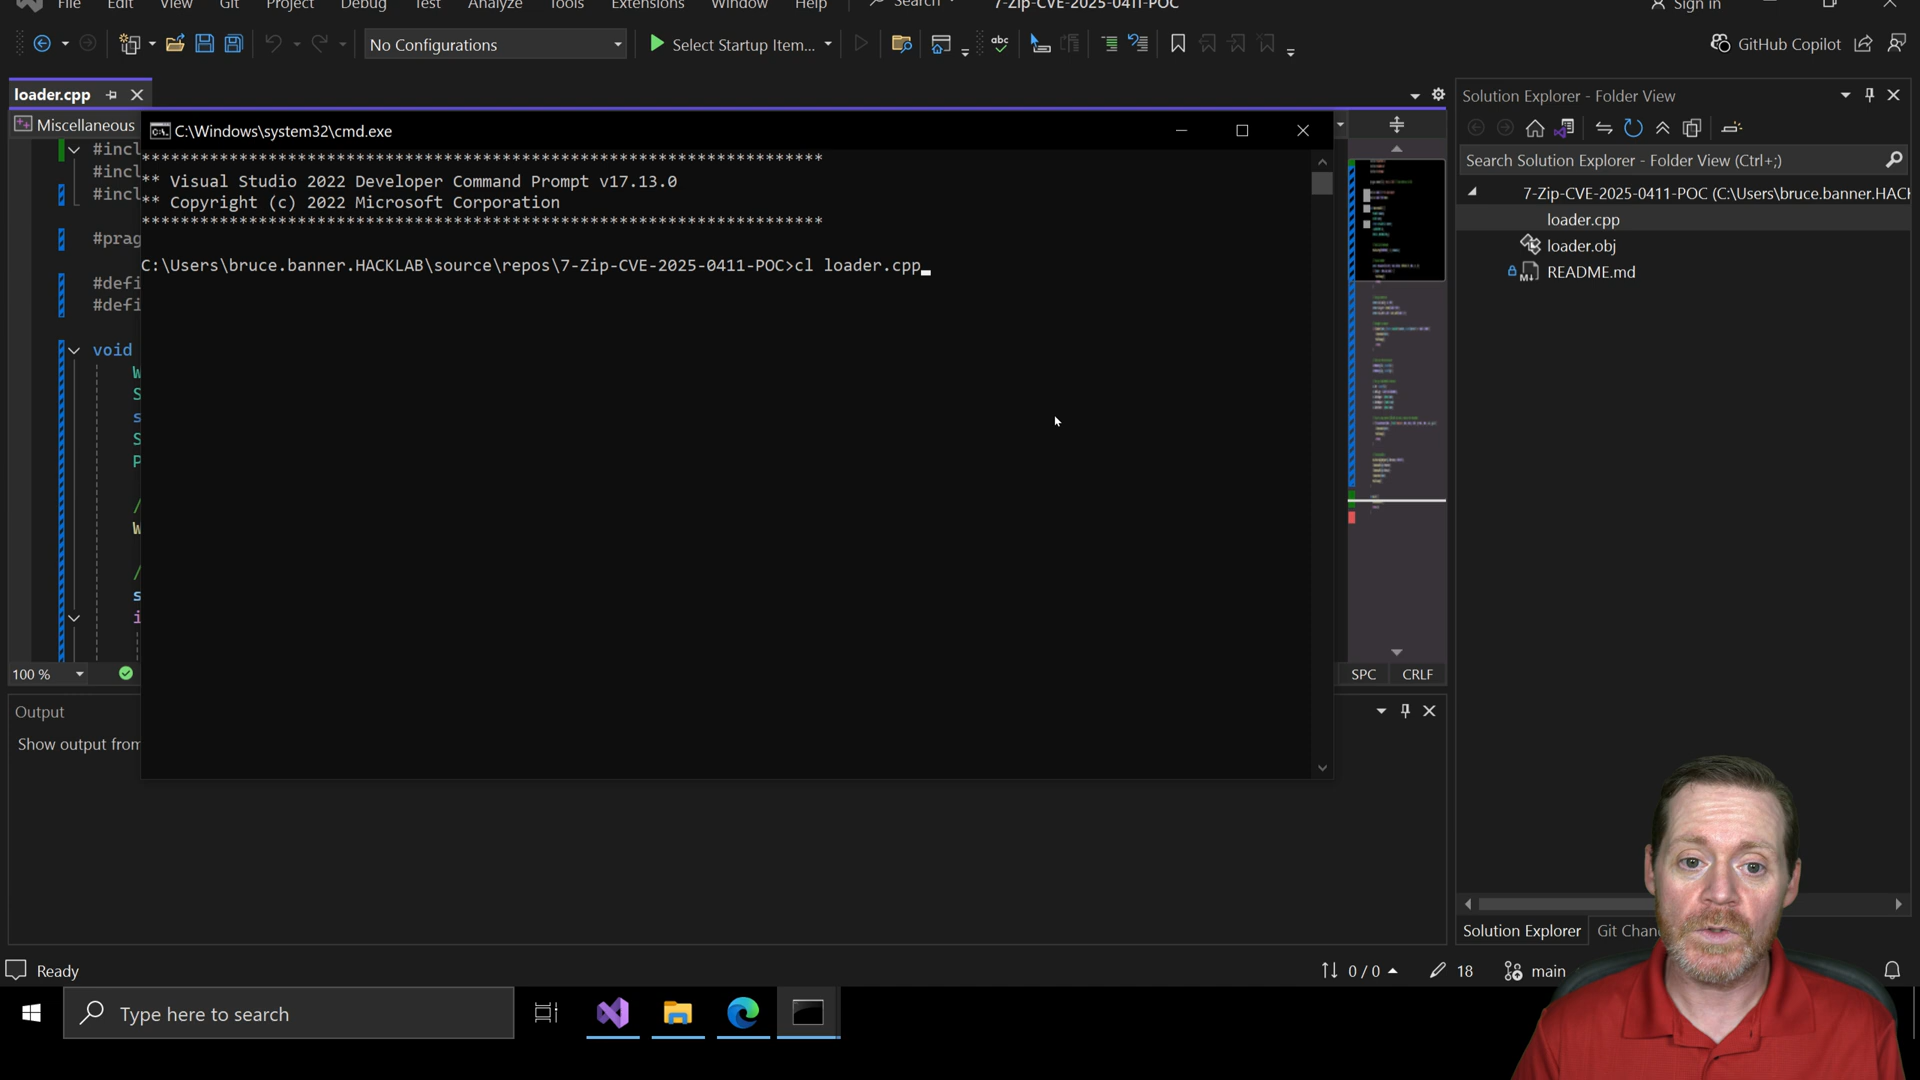 File Edit View Git Project Debug Test Analyze Tools Extensions Window Help Search 7-Zip-CVE-2025-0411-POC Sign in
No Configurations Select Startup Item... GitHub Copilot
loader.cpp
Solution Explorer - Folder View
Miscellaneous
C:\Windows\system32\cmd.exe
Search Solution Explorer - Folder View (Ctrl+;)
**********************************************************************
** Visual Studio 2022 Developer Command Prompt v17.13.0
** Copyright (c) 2022 Microsoft Corporation
**********************************************************************
C:\Users\bruce.banner.HACKLAB\source\repos\7-Zip-CVE-2025-0411-POC>cl loader.cpp_
#incl
#incl
#incl
#prag
#defi
#defi
void
W
S
s
S
P
/
W
/
s
i
7-Zip-CVE-2025-0411-POC (C:\Users\bruce.banner.HACK
loader.cpp
loader.obj
README.md
100 %
SPC CRLF
Output
Show output from
Solution Explorer Git Chan
Ready
0 / 0 18 main
Type here to search